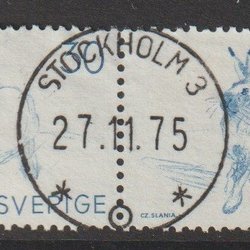 30
STOCKHOLM 3
27.11.75
SVERIGE
CZ. SLANIA